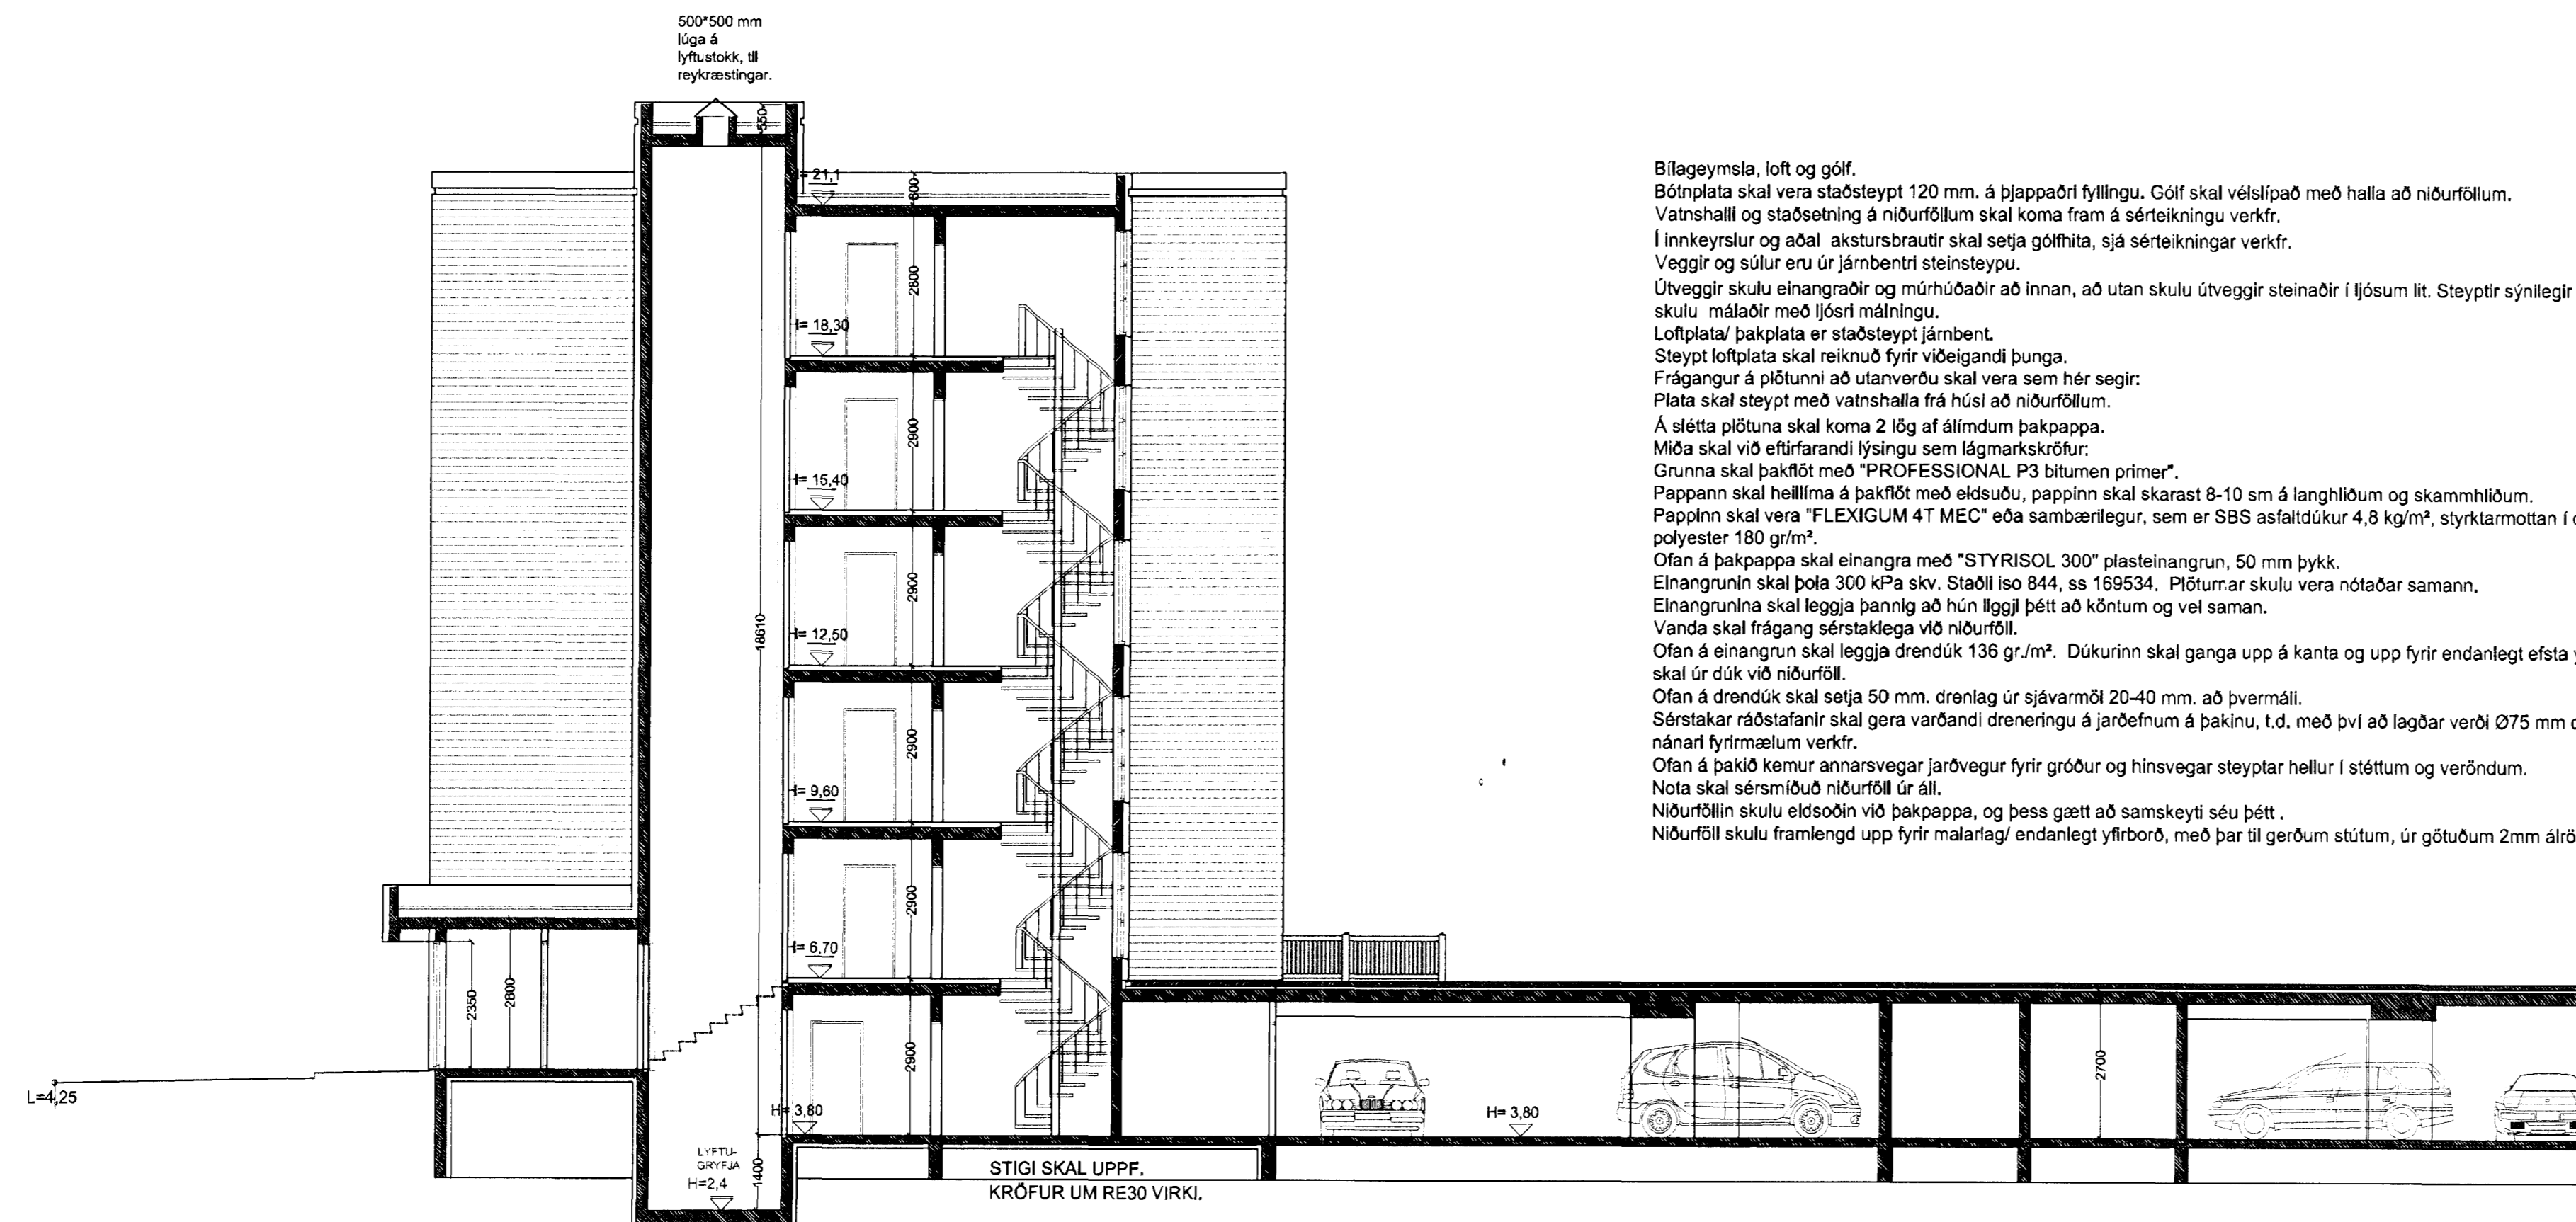 500*500 mm
lúga á
lyftustokk, til
reykræstingar.
550
H= 21,1
600
2800
H= 18,30
2900
H= 15,40
2900
H= 12,50
18610
2900
H= 9,60
2900
H= 6,70
2350
2800
2900
L=4,25
H= 3,80
H= 3,80
2700
LYFTU-
GRYFJA
H=2,4
1400
STIGI SKAL UPPF.
KRÖFUR UM RE30 VIRKI.
Bílageymsla, loft og gólf.
Bótnplata skal vera staðsteypt 120 mm. á þjappaðri fyllingu. Gólf skal vélslípað með halla að niðurföllum.
Vatnshalli og staðsetning á niðurföllum skal koma fram á sérteikningu verkfr.
Í innkeyrslur og aðal akstursbrautir skal setja gólfhita, sjá sérteikningar verkfr.
Veggir og súlur eru úr járnbentri steinsteypu.
Útveggir skulu einangraðir og múrhúðaðir að innan, að utan skulu útveggir steinaðir í ljósum lit. Steyptir sýnilegir
skulu málaðir með ljósri málningu.
Loftplata/ þakplata er staðsteypt járnbent.
Steypt loftplata skal reiknuð fyrir viðeigandi þunga.
Frágangur á plötunni að utanverðu skal vera sem hér segir:
Plata skal steypt með vatnshalla frá húsi að niðurföllum.
Á slétta plötuna skal koma 2 lög af álímdum þakpappa.
Miða skal við eftirfarandi lýsingu sem lágmarkskröfur:
Grunna skal þakflöt með "PROFESSIONAL P3 bitumen primer".
Pappann skal heillíma á þakflöt með eldsuðu, pappinn skal skarast 8-10 sm á langhliðum og skammhliðum.
Pappinn skal vera "FLEXIGUM 4T MEC" eða sambærilegur, sem er SBS asfaltdúkur 4,8 kg/m², styrktarmottan í
polyester 180 gr/m².
Ofan á þakpappa skal einangra með "STYRISOL 300" plasteinangrun, 50 mm þykk.
Einangrunin skal þola 300 kPa skv. Staðli iso 844, ss 169534. Plöturnar skulu vera nótaðar samann.
Einangrunina skal leggja þannig að hún liggji þétt að köntum og vel saman.
Vanda skal frágang sérstaklega við niðurföll.
Ofan á einangrun skal leggja drendúk 136 gr./m². Dúkurinn skal ganga upp á kanta og upp fyrir endanlegt efsta
skal úr dúk við niðurföll.
Ofan á drendúk skal setja 50 mm. drenlag úr sjávarmöl 20-40 mm. að þvermáli.
Sérstakar ráðstafanir skal gera varðandi dreneringu á jarðefnum á þakinu, t.d. með því að lagðar verði Ø75 mm
nánari fyrirmælum verkfr.
Ofan á þakið kemur annarsvegar jarðvegur fyrir gróður og hinsvegar steyptar hellur í stéttum og veröndum.
Nota skal sérsmíðuð niðurföll úr áli.
Niðurföllin skulu eldsoðin við þakpappa, og þess gætt að samskeyti séu þétt .
Niðurföll skulu framlengd upp fyrir malarlag/ endanlegt yfirborð, með þar til gerðum stútum, úr götuðum 2mm álrö